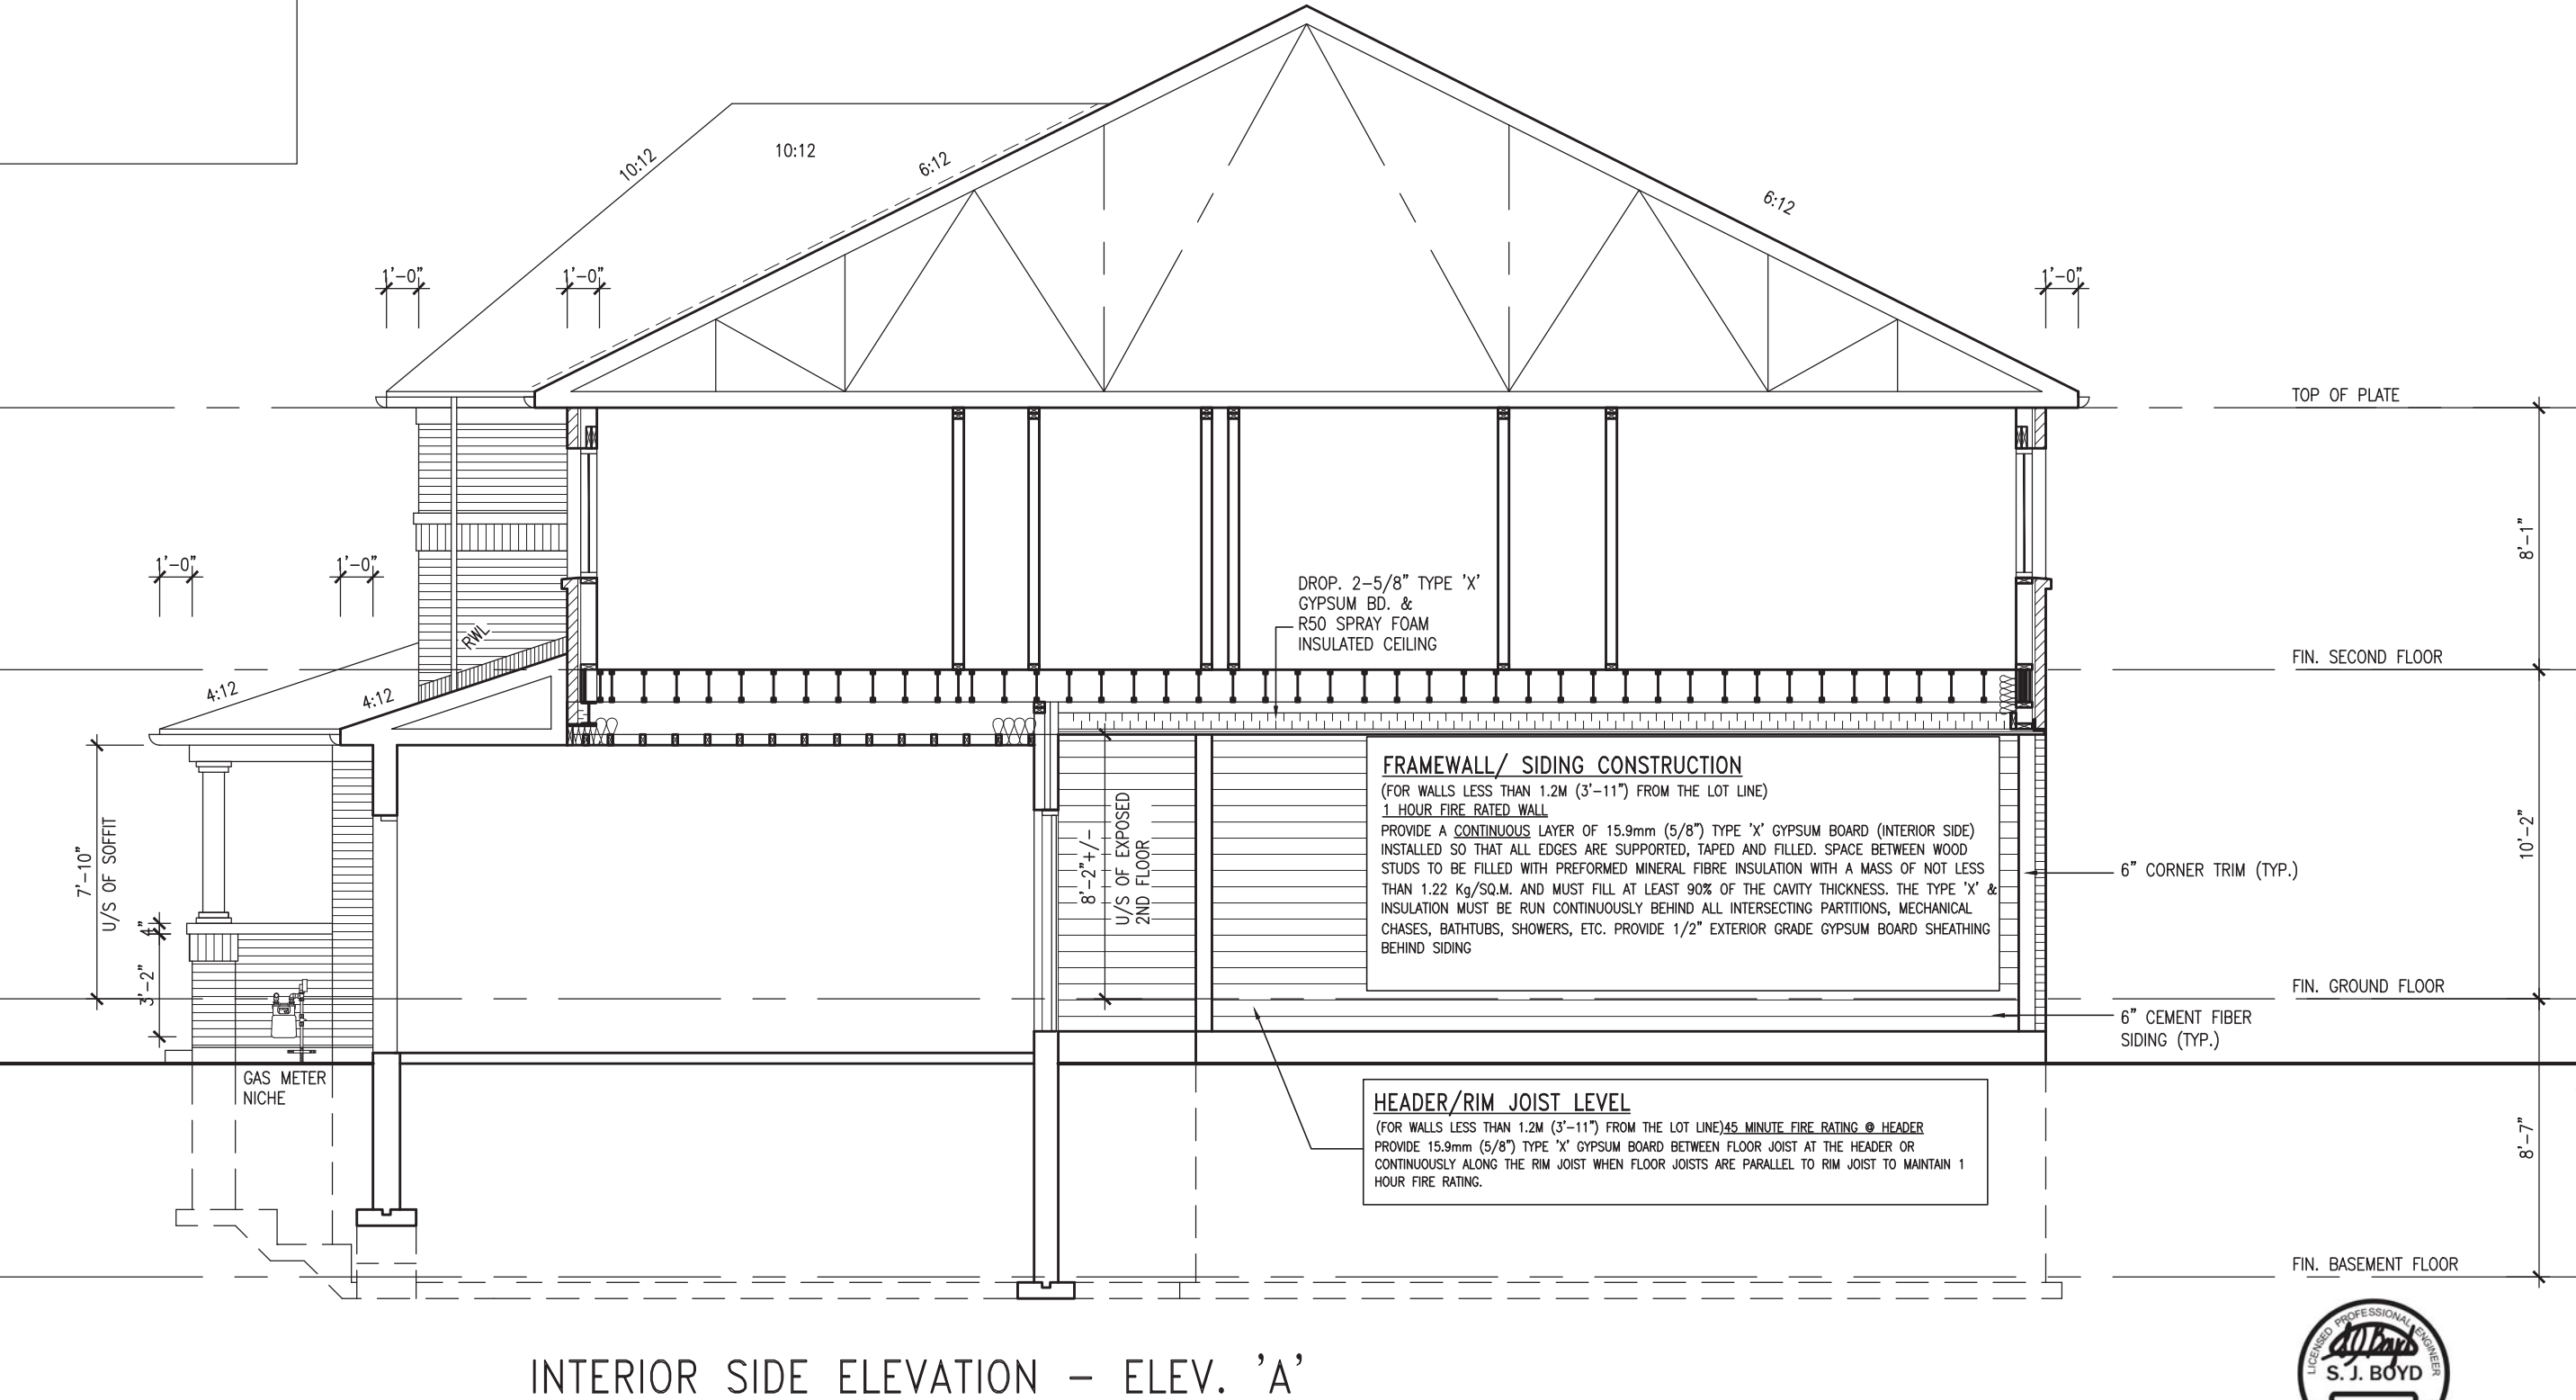 10:12
10:12
6:12
6:12
1'-0"
1'-0"
1'-0"
TOP OF PLATE
8'-1"
1'-0"
1'-0"
DROP. 2-5/8" TYPE 'X'
GYPSUM BD. &
R50 SPRAY FOAM
INSULATED CEILING
RWL
4:12
4:12
FIN. SECOND FLOOR
7'-10"
U/S OF SOFFIT
4"
3'-2"
8'-2"+/-
U/S OF EXPOSED
2ND FLOOR
FRAMEWALL/ SIDING CONSTRUCTION
(FOR WALLS LESS THAN 1.2M (3'-11") FROM THE LOT LINE)
1 HOUR FIRE RATED WALL
PROVIDE A CONTINUOUS LAYER OF 15.9mm (5/8") TYPE 'X' GYPSUM BOARD (INTERIOR SIDE)
INSTALLED SO THAT ALL EDGES ARE SUPPORTED, TAPED AND FILLED. SPACE BETWEEN WOOD
STUDS TO BE FILLED WITH PREFORMED MINERAL FIBRE INSULATION WITH A MASS OF NOT LESS
THAN 1.22 Kg/SQ.M. AND MUST FILL AT LEAST 90% OF THE CAVITY THICKNESS. THE TYPE 'X' &
INSULATION MUST BE RUN CONTINUOUSLY BEHIND ALL INTERSECTING PARTITIONS, MECHANICAL
CHASES, BATHTUBS, SHOWERS, ETC. PROVIDE 1/2" EXTERIOR GRADE GYPSUM BOARD SHEATHING
BEHIND SIDING
10'-2"
6" CORNER TRIM (TYP.)
FIN. GROUND FLOOR
6" CEMENT FIBER
SIDING (TYP.)
GAS METER
NICHE
HEADER/RIM JOIST LEVEL
(FOR WALLS LESS THAN 1.2M (3'-11") FROM THE LOT LINE)45 MINUTE FIRE RATING @ HEADER
PROVIDE 15.9mm (5/8") TYPE 'X' GYPSUM BOARD BETWEEN FLOOR JOIST AT THE HEADER OR
CONTINUOUSLY ALONG THE RIM JOIST WHEN FLOOR JOISTS ARE PARALLEL TO RIM JOIST TO MAINTAIN 1
HOUR FIRE RATING.
8'-7"
FIN. BASEMENT FLOOR
INTERIOR SIDE ELEVATION - ELEV. 'A'
LICENSED PROFESSIONAL ENGINEER
S. J. BOYD